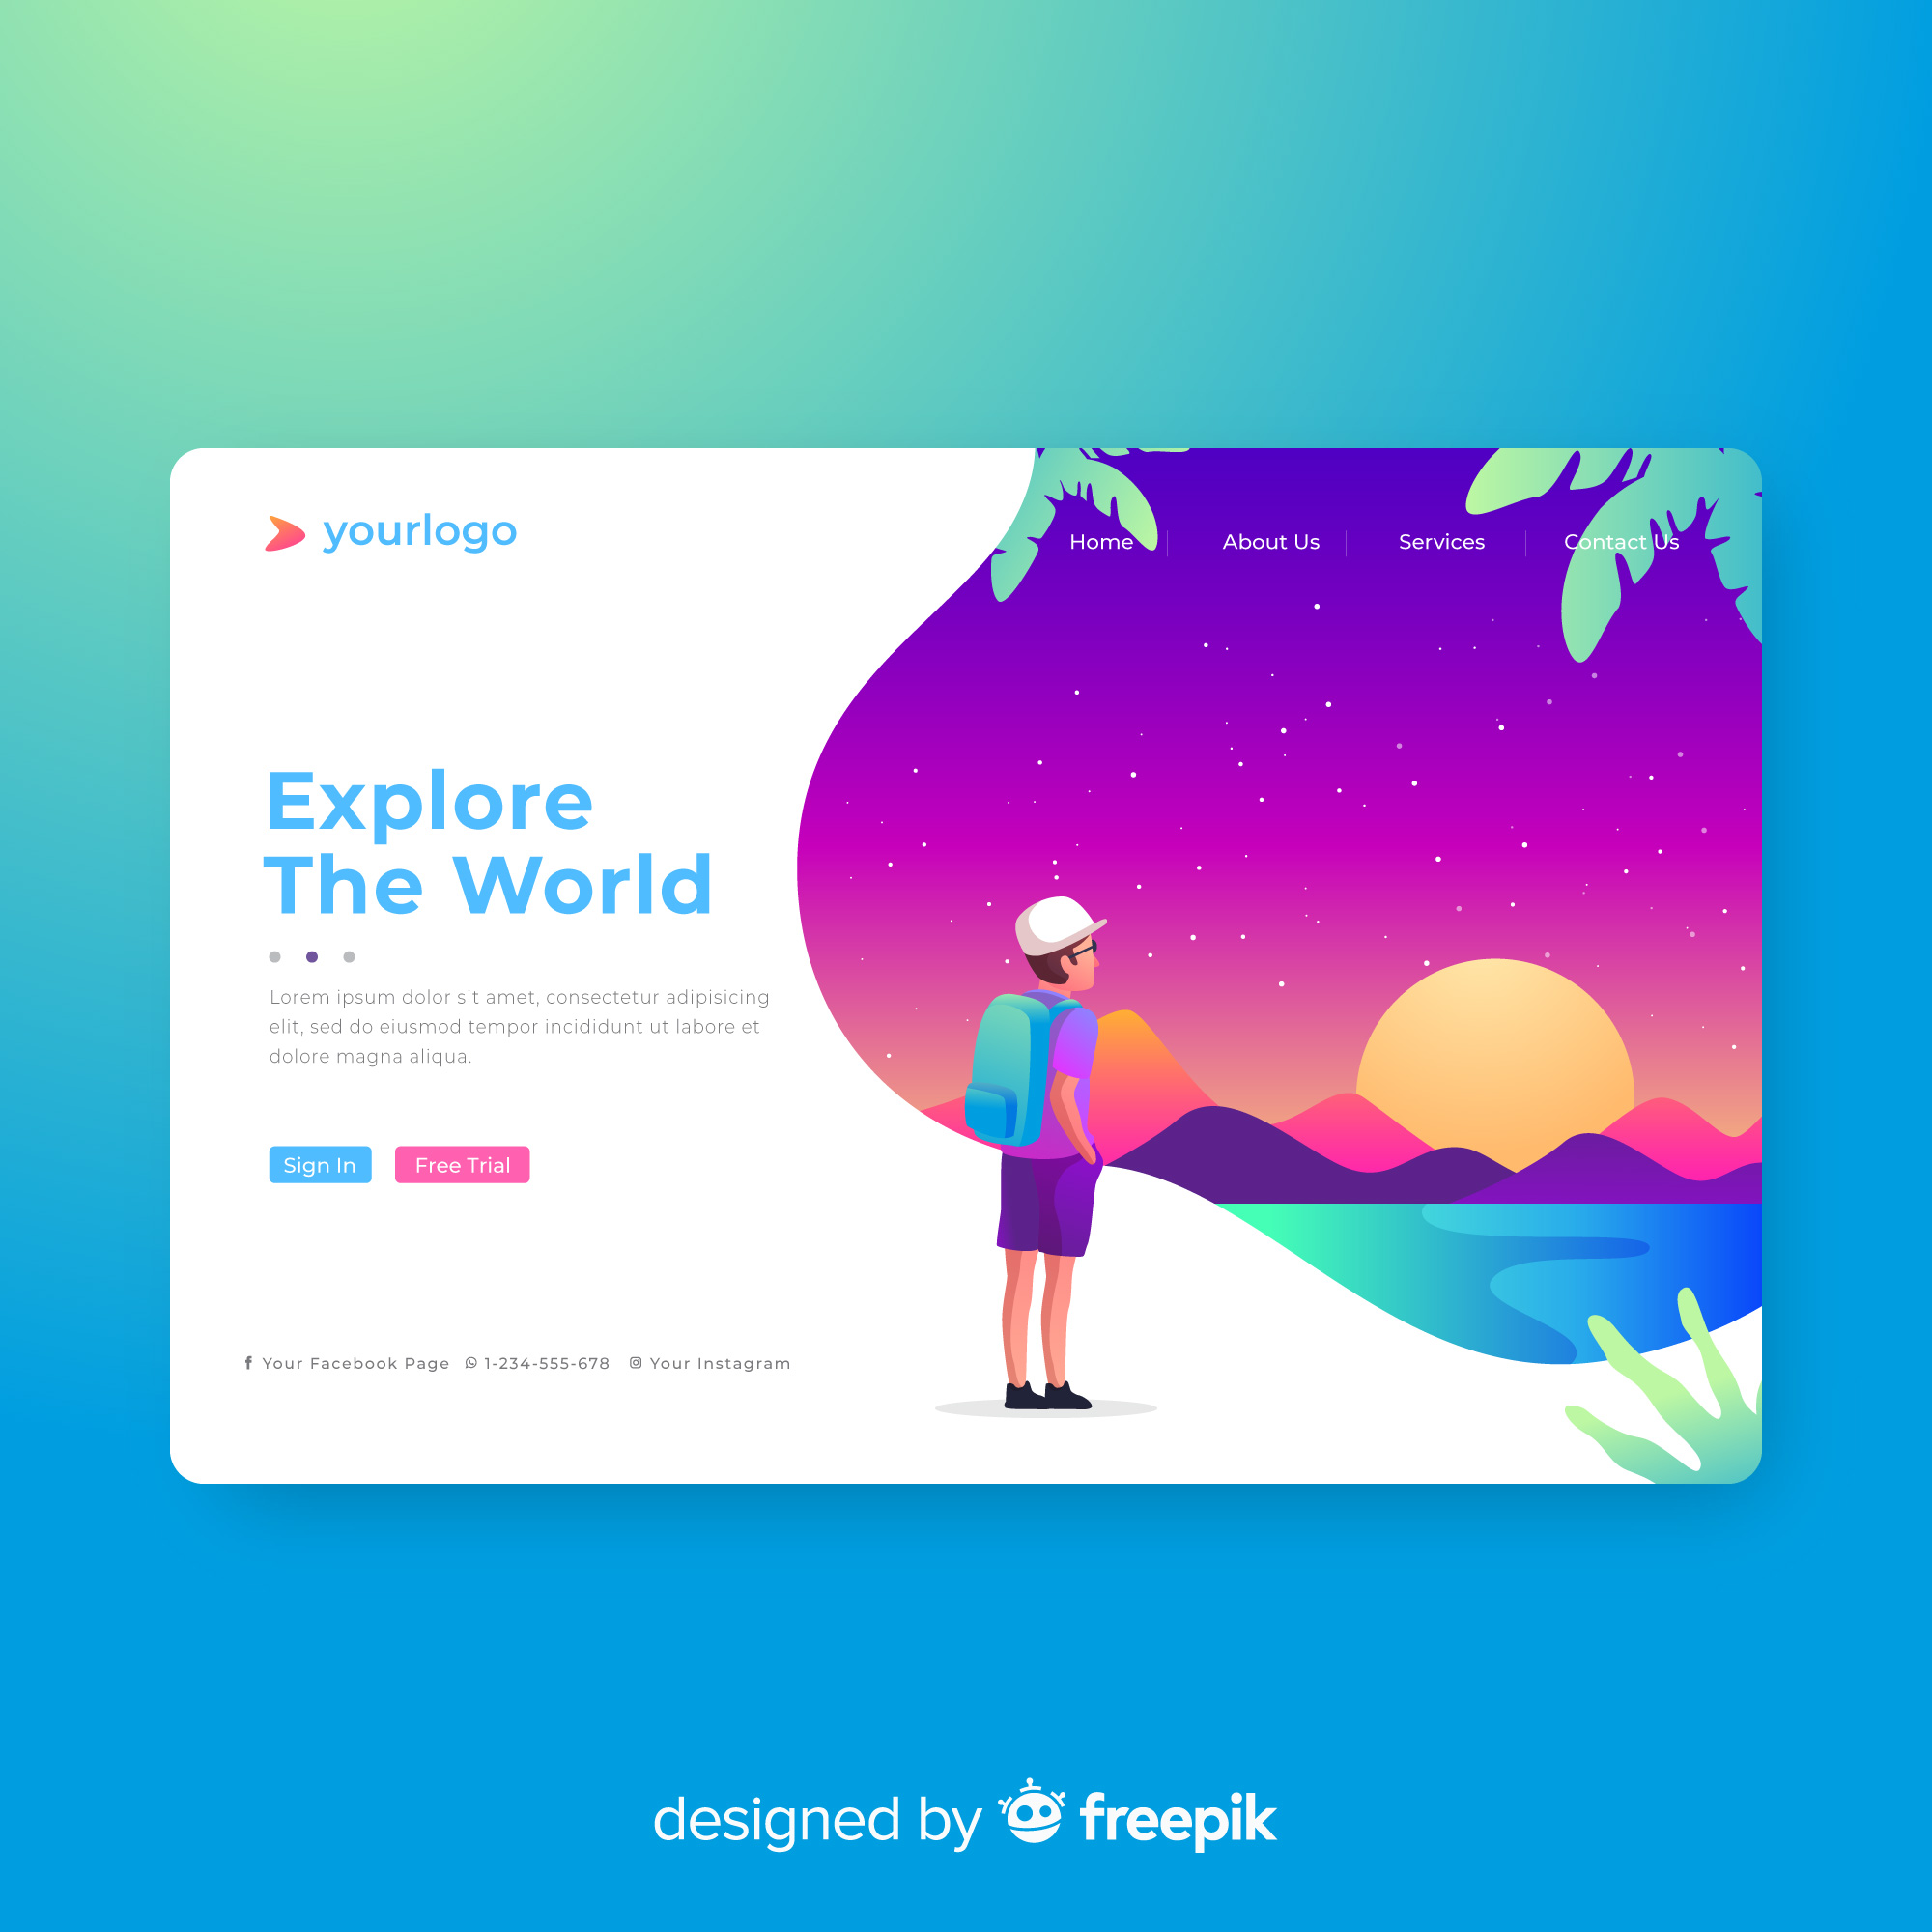 yourlogo
Home
About Us
Services
Contact Us
Explore
The World
Lorem ipsum dolor sit amet, consectetur adipisicing
elit, sed do eiusmod tempor incididunt ut labore et
dolore magna aliqua.
Sign In
Free Trial
Your Facebook Page
1-234-555-678
Your Instagram
designed by freepik